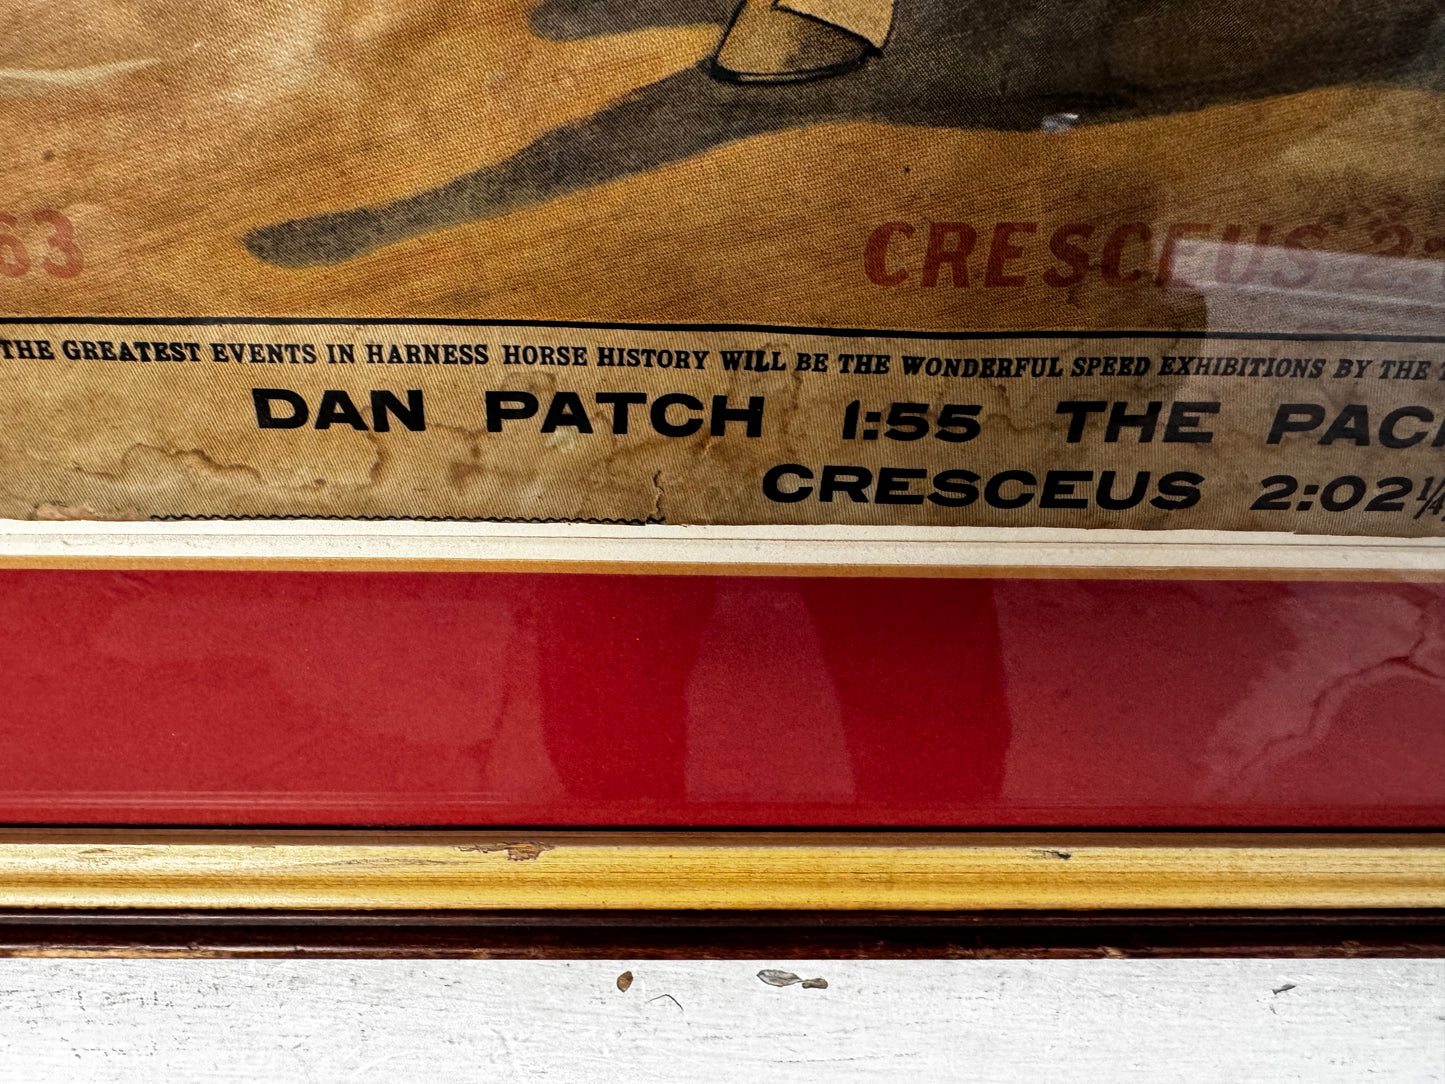 63
CRESCEUS 2:
THE GREATEST EVENTS IN HARNESS HORSE HISTORY WILL BE THE WONDERFUL SPEED EXHIBITIONS BY THE
DAN PATCH 1:55 THE
CRESCEUS 2:02¼